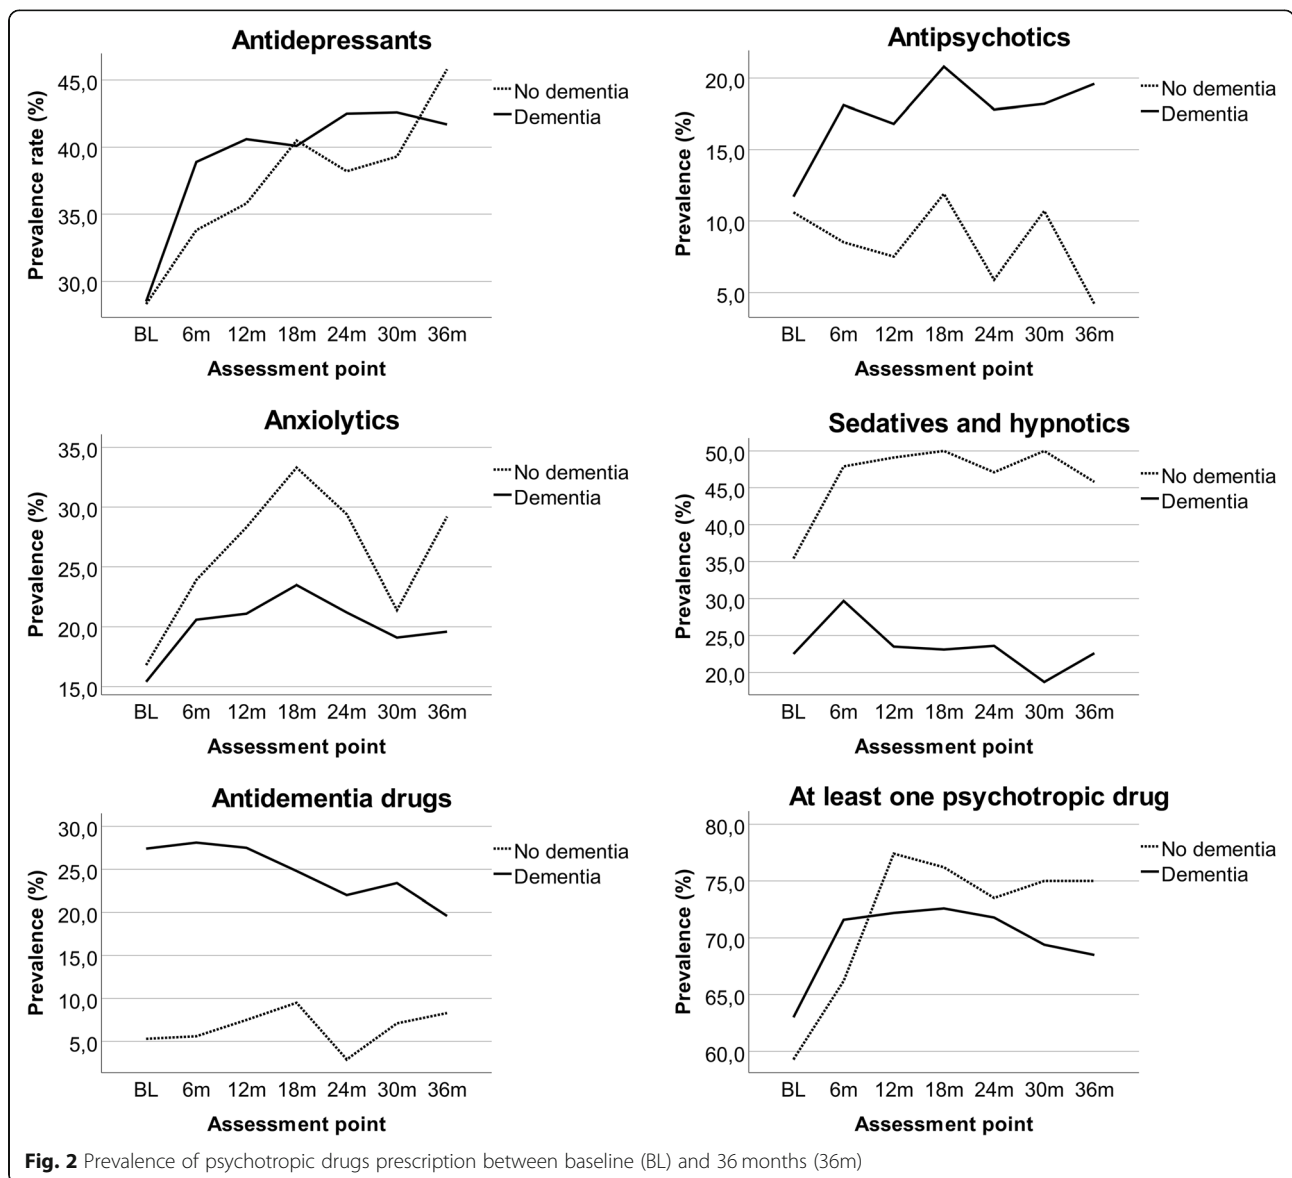 Antidepressants
45,0
40,0
35,0
30,0
Prevalence rate (%)
BL 6m 12m 18m 24m 30m 36m
Assessment point
No dementia
Dementia
Antipsychotics
20,0
15,0
10,0
5,0
Prevalence (%)
BL 6m 12m 18m 24m 30m 36m
Assessment point
No dementia
Dementia
Anxiolytics
35,0
30,0
25,0
20,0
15,0
Prevalence (%)
BL 6m 12m 18m 24m 30m 36m
Assessment point
No dementia
Dementia
Sedatives and hypnotics
50,0
45,0
40,0
35,0
30,0
25,0
20,0
Prevalence (%)
BL 6m 12m 18m 24m 30m 36m
Assessment point
No dementia
Dementia
Antidementia drugs
30,0
25,0
20,0
15,0
10,0
5,0
Prevalence (%)
BL 6m 12m 18m 24m 30m 36m
Assessment point
No dementia
Dementia
At least one psychotropic drug
80,0
75,0
70,0
65,0
60,0
Prevalence (%)
BL 6m 12m 18m 24m 30m 36m
Assessment point
No dementia
Dementia
Fig. 2 Prevalence of psychotropic drugs prescription between baseline (BL) and 36 months (36m)